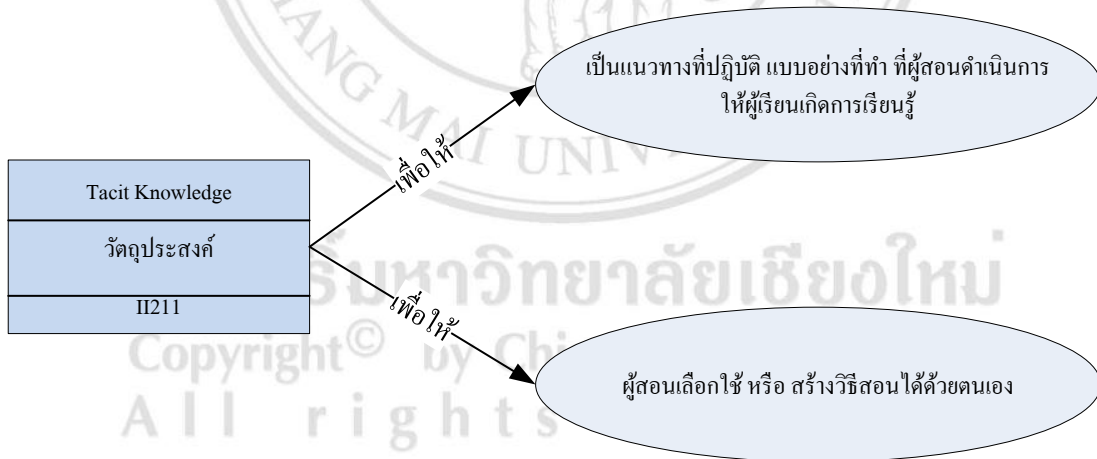 เป็นแนวทางที่ปฏิบัติ แบบอย่างที่ทำ ที่ผู้สอนดำเนินการ
ให้ผู้เรียนเกิดการเรียนรู้
เพื่อให้
Tacit Knowledge
วัตถุประสงค์
II211
เพื่อให้
ผู้สอนเลือกใช้ หรือ สร้างวิธีสอนได้ด้วยตนเอง
MAI UNIV
มหาวิทยาลัยเชียงใหม่
Copyright© by Chi
All rights